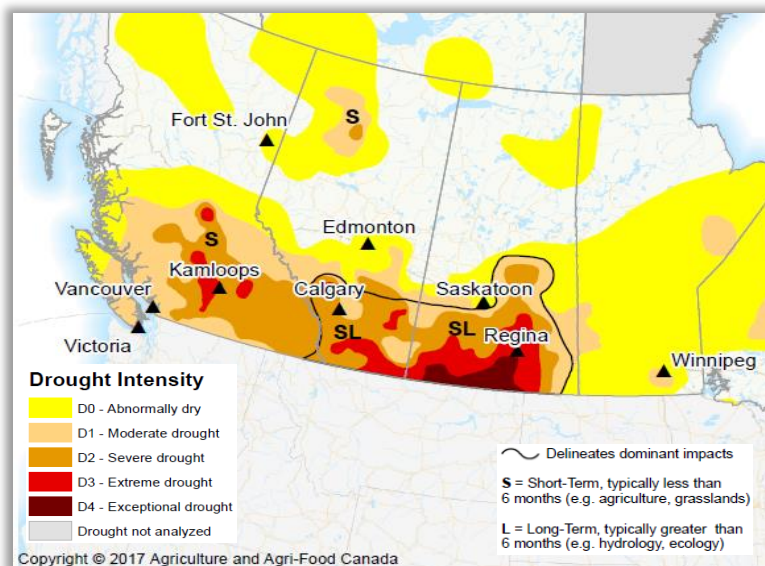 Fort St. John
S
Edmonton
S
Kamloops
Calgary
Saskatoon
Vancouver
SL
SL
Regina
Victoria
Winnipeg
Drought Intensity
D0 - Abnormally dry
D1 - Moderate drought
D2 - Severe drought
D3 - Extreme drought
D4 - Exceptional drought
Drought not analyzed
Delineates dominant impacts
S = Short-Term, typically less than
6 months (e.g. agriculture, grasslands)
L = Long-Term, typically greater than
6 months (e.g. hydrology, ecology)
Copyright © 2017 Agriculture and Agri-Food Canada